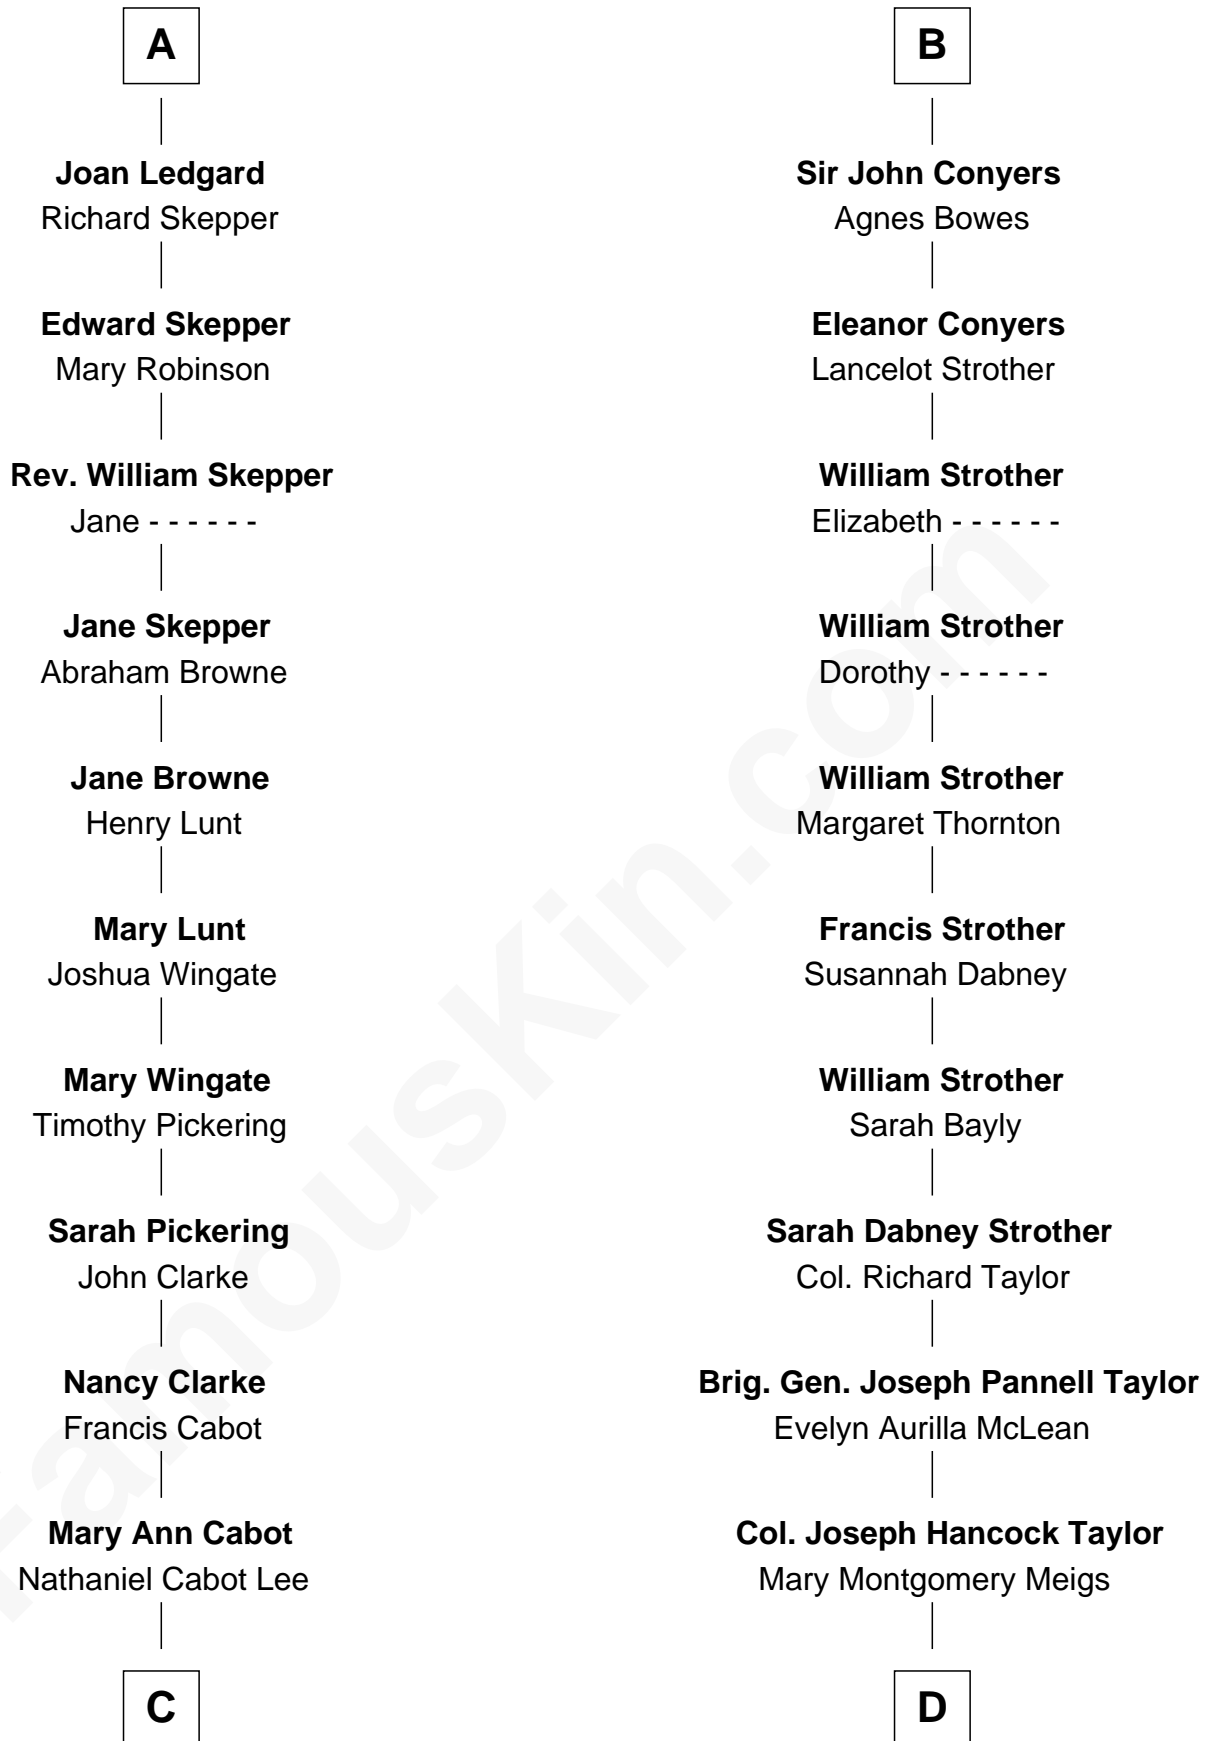 A
Joan Ledgard
Richard Skepper
Edward Skepper
Mary Robinson
Rev. William Skepper
Jane - - - - - -
Jane Skepper
Abraham Browne
Jane Browne
Henry Lunt
Mary Lunt
Joshua Wingate
Mary Wingate
Timothy Pickering
Sarah Pickering
John Clarke
Nancy Clarke
Francis Cabot
Mary Ann Cabot
Nathaniel Cabot Lee
C
B
Sir John Conyers
Agnes Bowes
Eleanor Conyers
Lancelot Strother
William Strother
Elizabeth - - - - - -
William Strother
Dorothy - - - - - -
William Strother
Margaret Thornton
Francis Strother
Susannah Dabney
William Strother
Sarah Bayly
Sarah Dabney Strother
Col. Richard Taylor
Brig. Gen. Joseph Pannell Taylor
Evelyn Aurilla McLean
Col. Joseph Hancock Taylor
Mary Montgomery Meigs
D
FamousKin.com